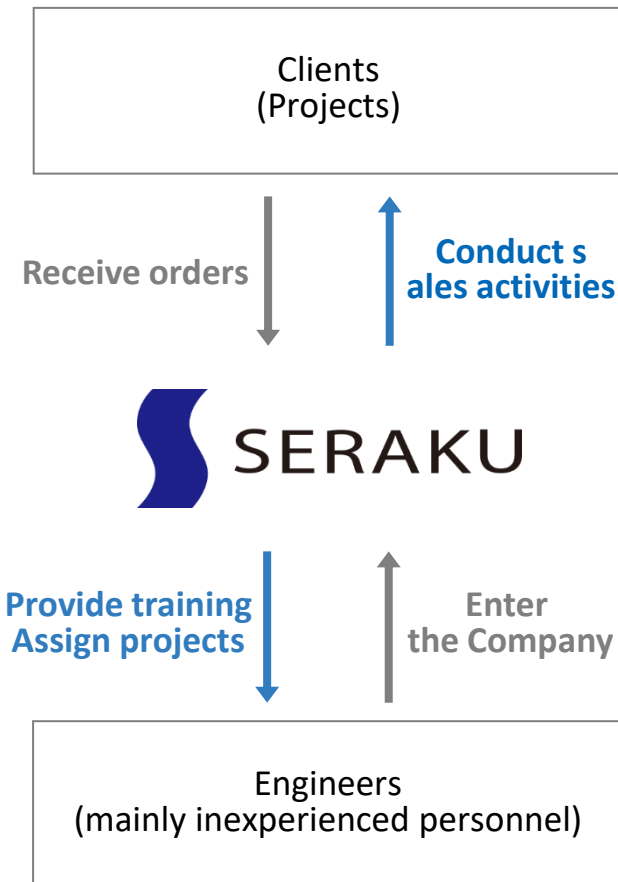 Clients
(Projects)
Receive orders
Conduct s
ales activities
SERAKU
Provide training
Assign projects
Enter
the Company
Engineers
(mainly inexperienced personnel)